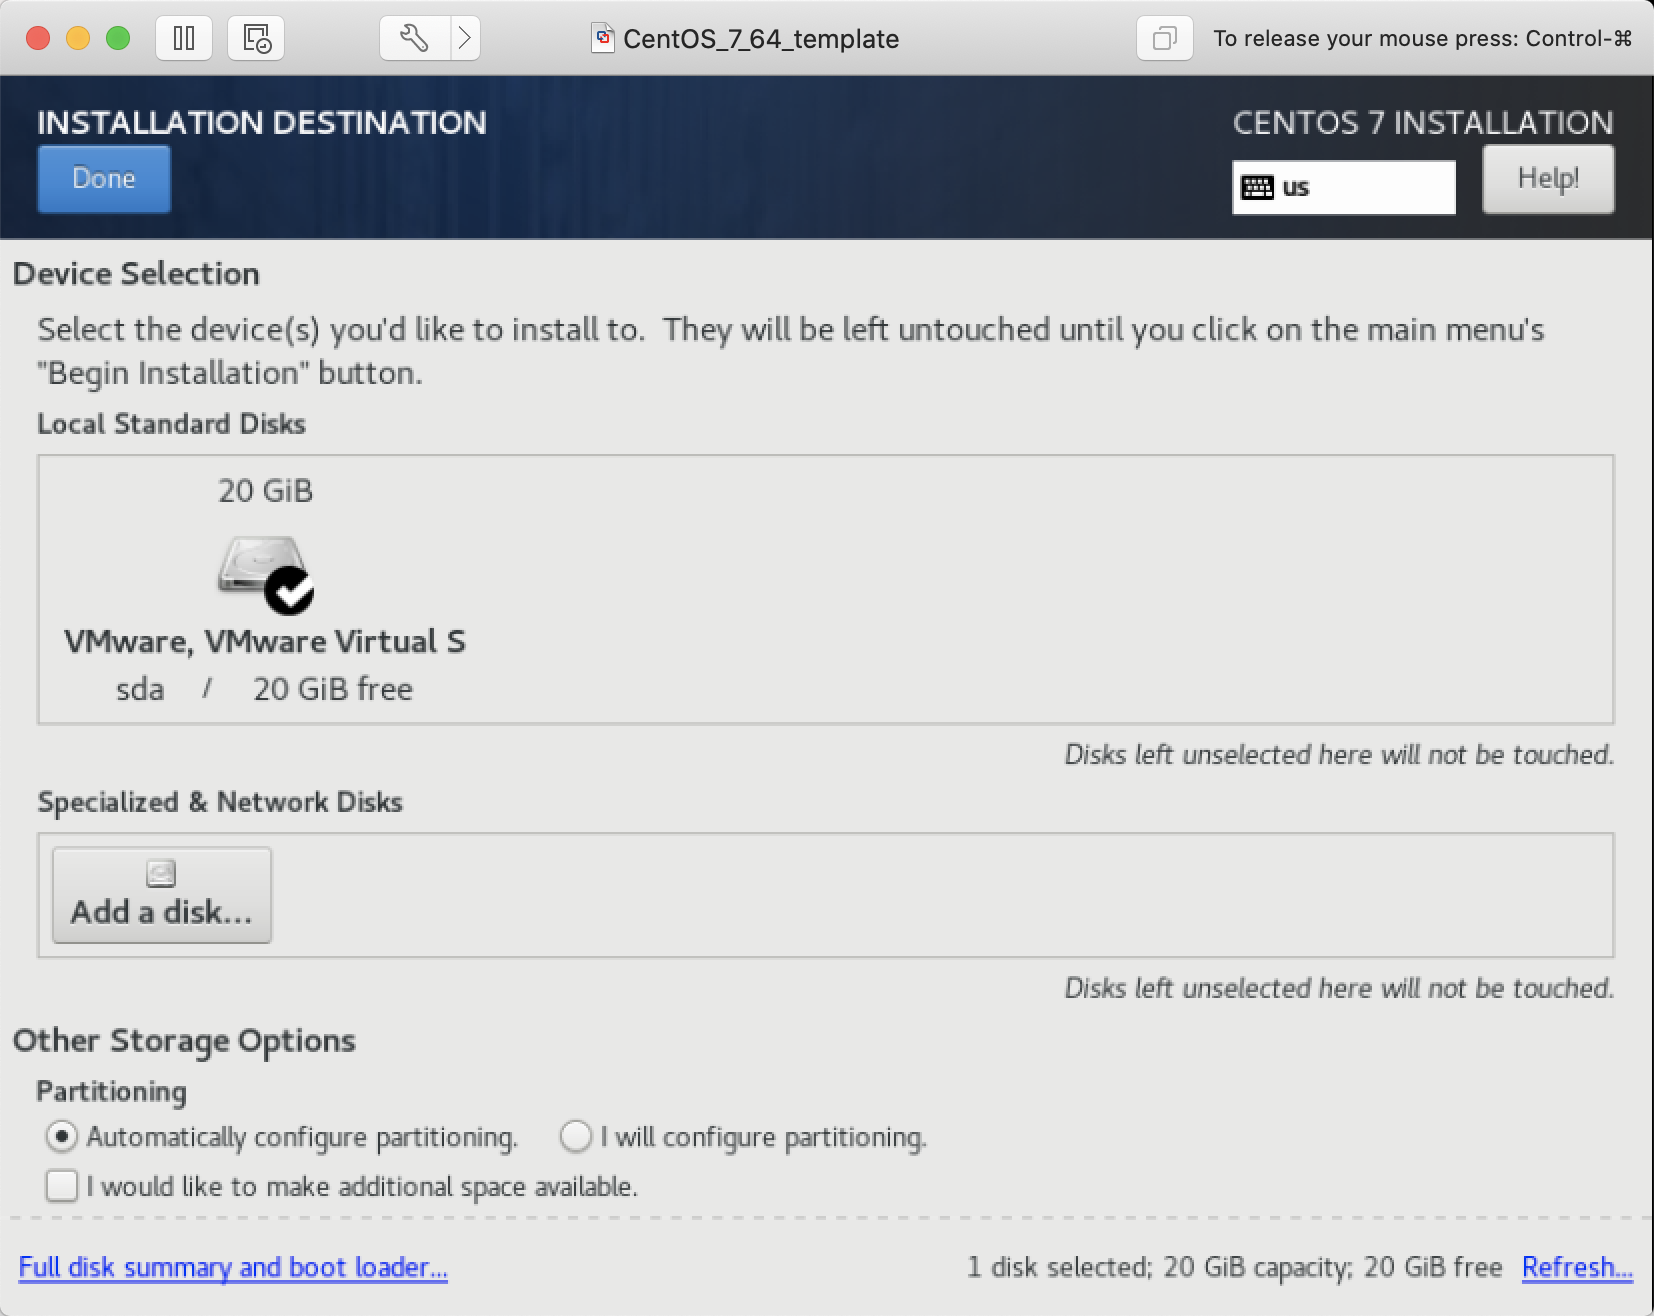 CentOS_7_64_template
To release your mouse press: Control-⌘
INSTALLATION DESTINATION
CENTOS 7 INSTALLATION
Done
us
Help!
Device Selection
Select the device(s) you'd like to install to.  They will be left untouched until you click on the main menu's
"Begin Installation" button.
Local Standard Disks
20 GiB
VMware, VMware Virtual S
sda / 20 GiB free
Disks left unselected here will not be touched.
Specialized & Network Disks
Add a disk...
Disks left unselected here will not be touched.
Other Storage Options
Partitioning
Automatically configure partitioning. I will configure partitioning.
I would like to make additional space available.
Full disk summary and boot loader...
1 disk selected; 20 GiB capacity; 20 GiB free Refresh...